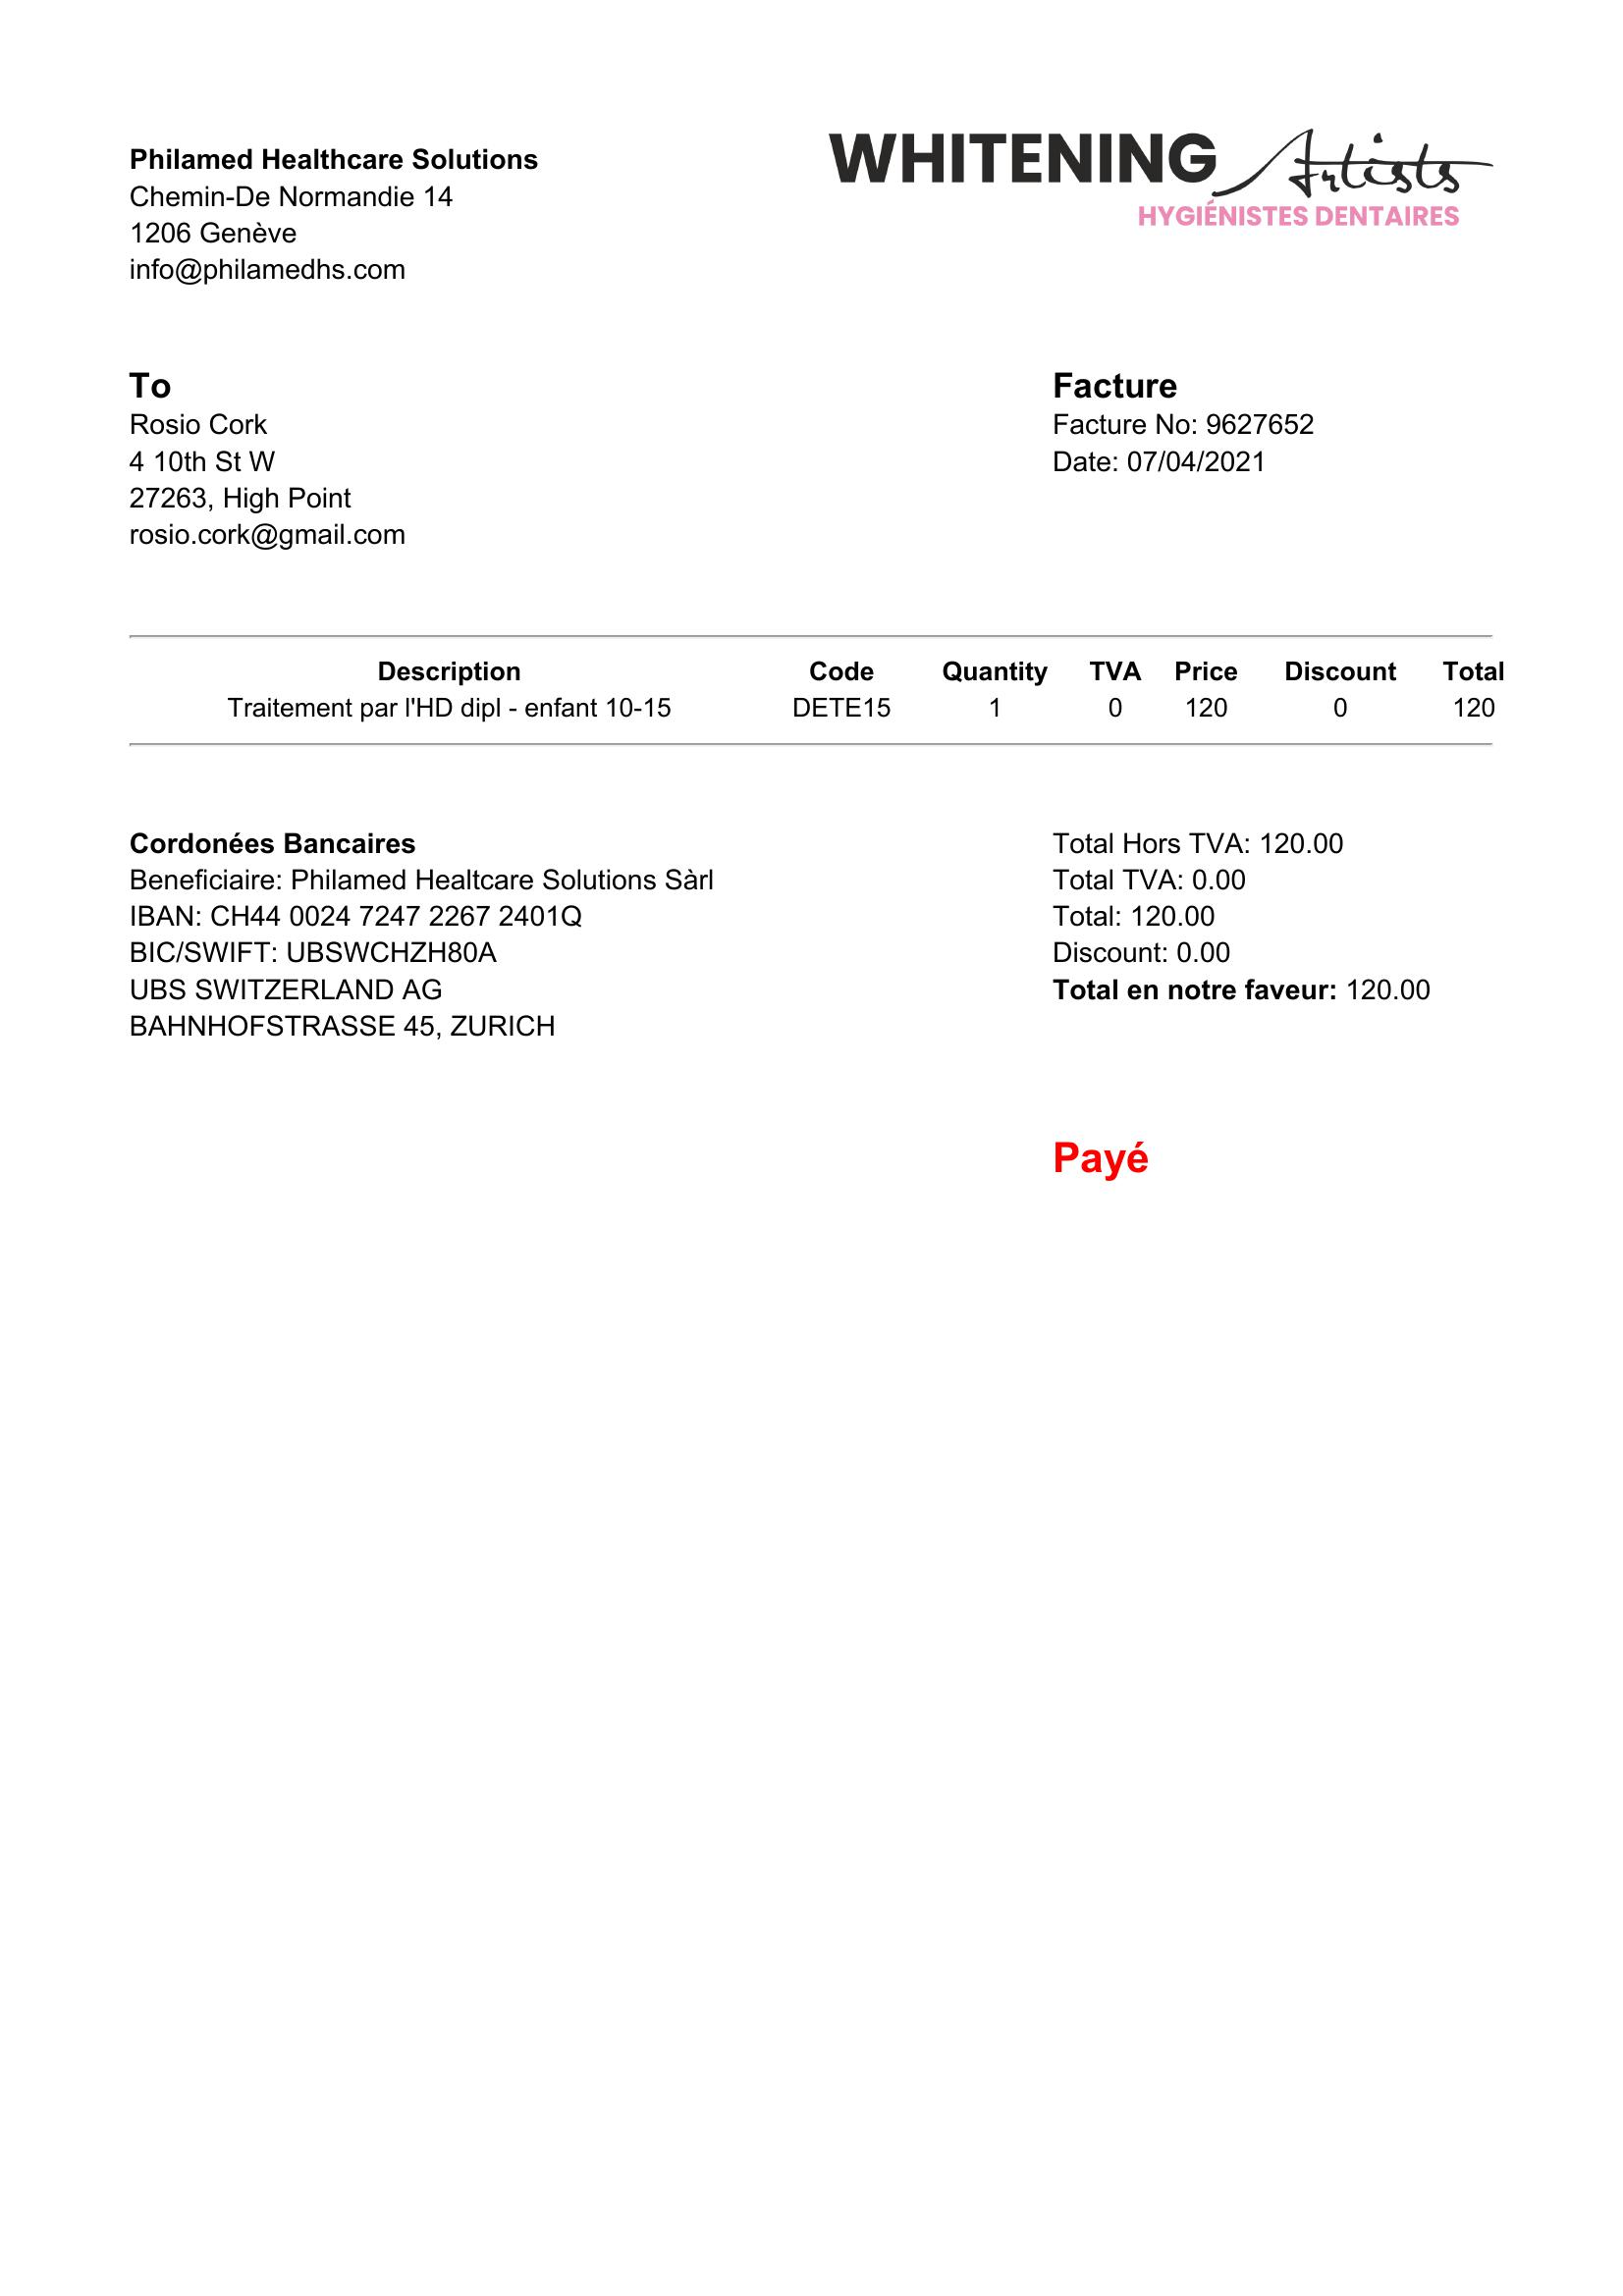 Philamed Healthcare Solutions
Chemin-De Normandie 14
1206 Genève
info@philamedhs.com
WHITENING Artists
HYGIÉNISTES DENTAIRES
To
Rosio Cork
4 10th St W
27263, High Point
rosio.cork@gmail.com
Facture
Facture No: 9627652
Date: 07/04/2021
Description Code Quantity TVA Price Discount Total
Traitement par l'HD dipl - enfant 10-15 DETE15 1 0 120 0 120
Cordonées Bancaires
Beneficiaire: Philamed Healtcare Solutions Sàrl
IBAN: CH44 0024 7247 2267 2401Q
BIC/SWIFT: UBSWCHZH80A
UBS SWITZERLAND AG
BAHNHOFSTRASSE 45, ZURICH
Total Hors TVA: 120.00
Total TVA: 0.00
Total: 120.00
Discount: 0.00
Total en notre faveur: 120.00
Payé